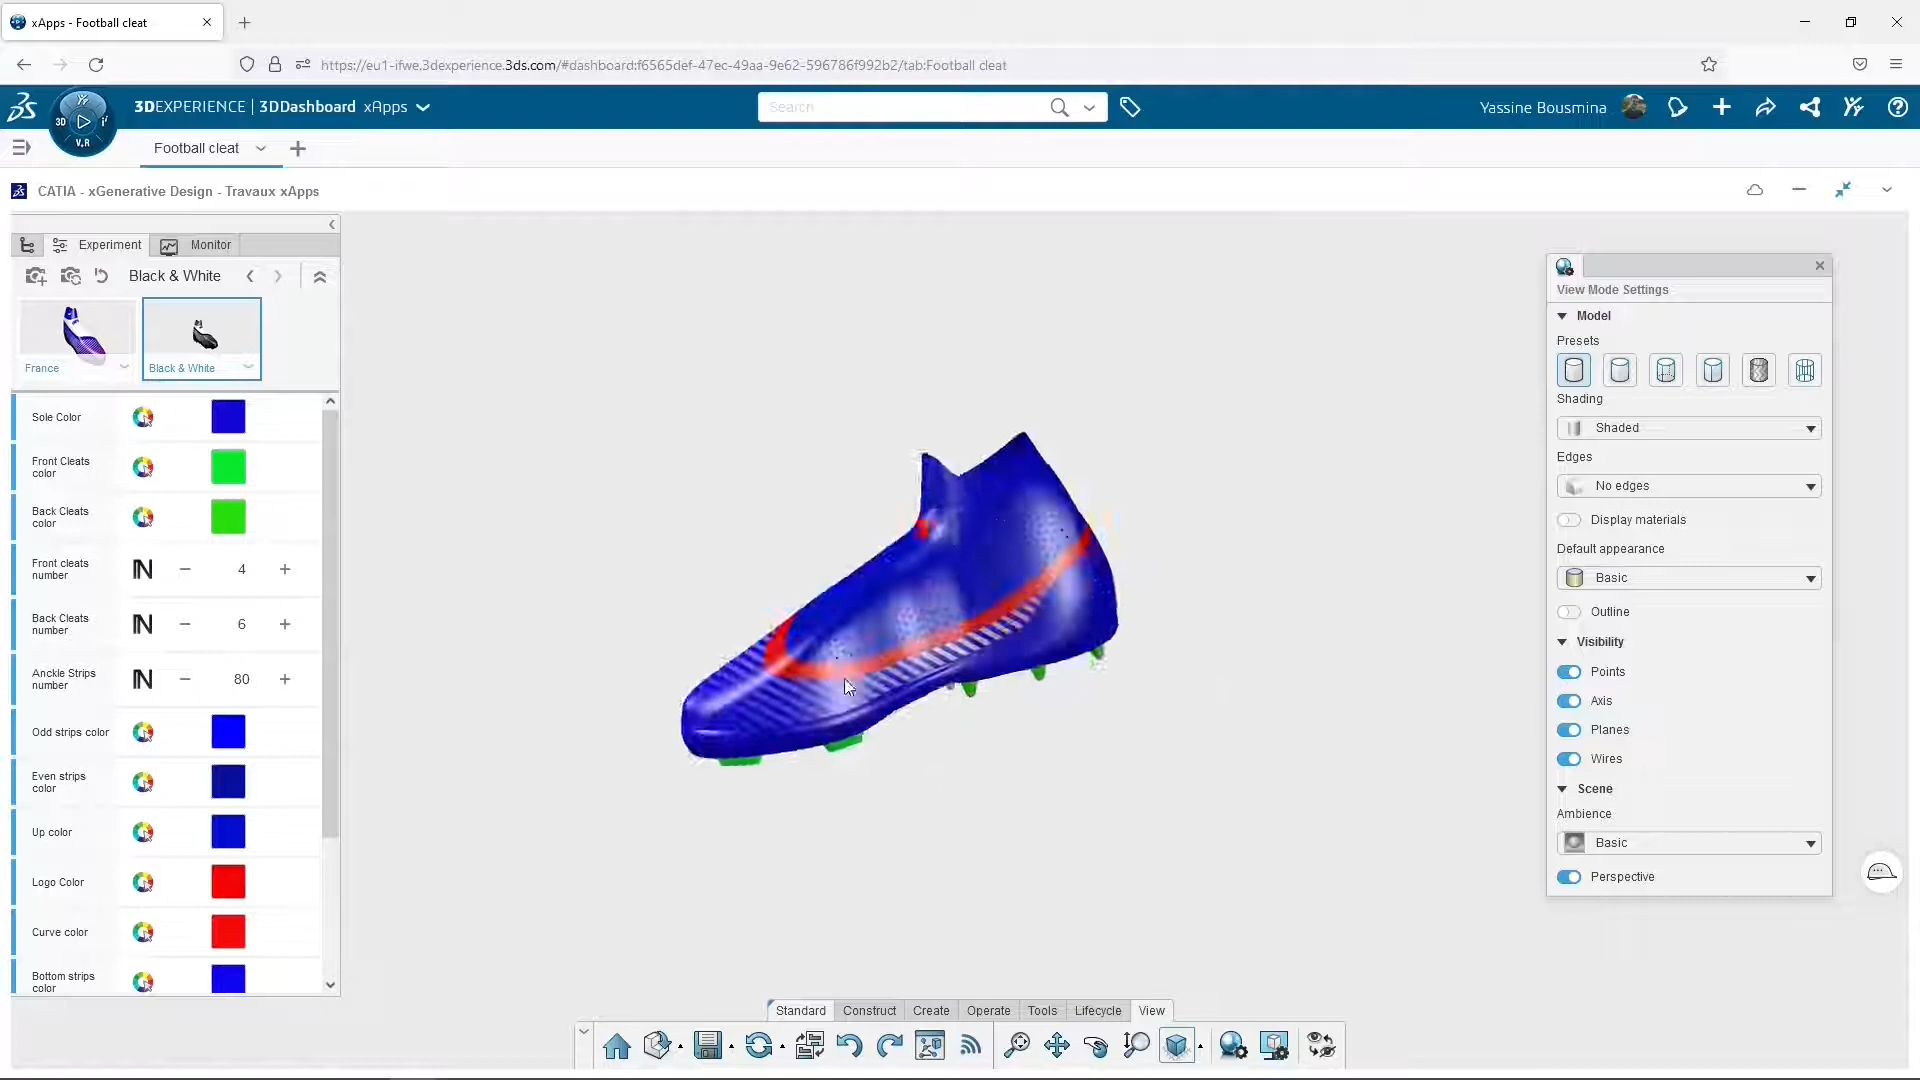 xApps - Football cleat
https://eu1-ifwe.3dexperience.3ds.com/#dashboard:f6565def-47ec-49aa-9e62-596786f992b2/tab:Football cleat
3DEXPERIENCE | 3DDashboard xApps
Search
Yassine Bousmina
3D
V.R
Football cleat
CATIA - xGenerative Design - Travaux xApps
Experiment
Monitor
Black & White
France
Black & White
Sole Color
Front Cleats
color
Back Cleats
color
Front cleats
number
4
Back Cleats
number
6
Anckle Strips
number
80
Odd strips color
Even strips
color
Up color
Logo Color
Curve color
Bottom strips
color
View Mode Settings
Model
Presets
Shading
Shaded
Edges
No edges
Display materials
Default appearance
Basic
Outline
Visibility
Points
Axis
Planes
Wires
Scene
Ambience
Basic
Perspective
Standard
Construct
Create
Operate
Tools
Lifecycle
View